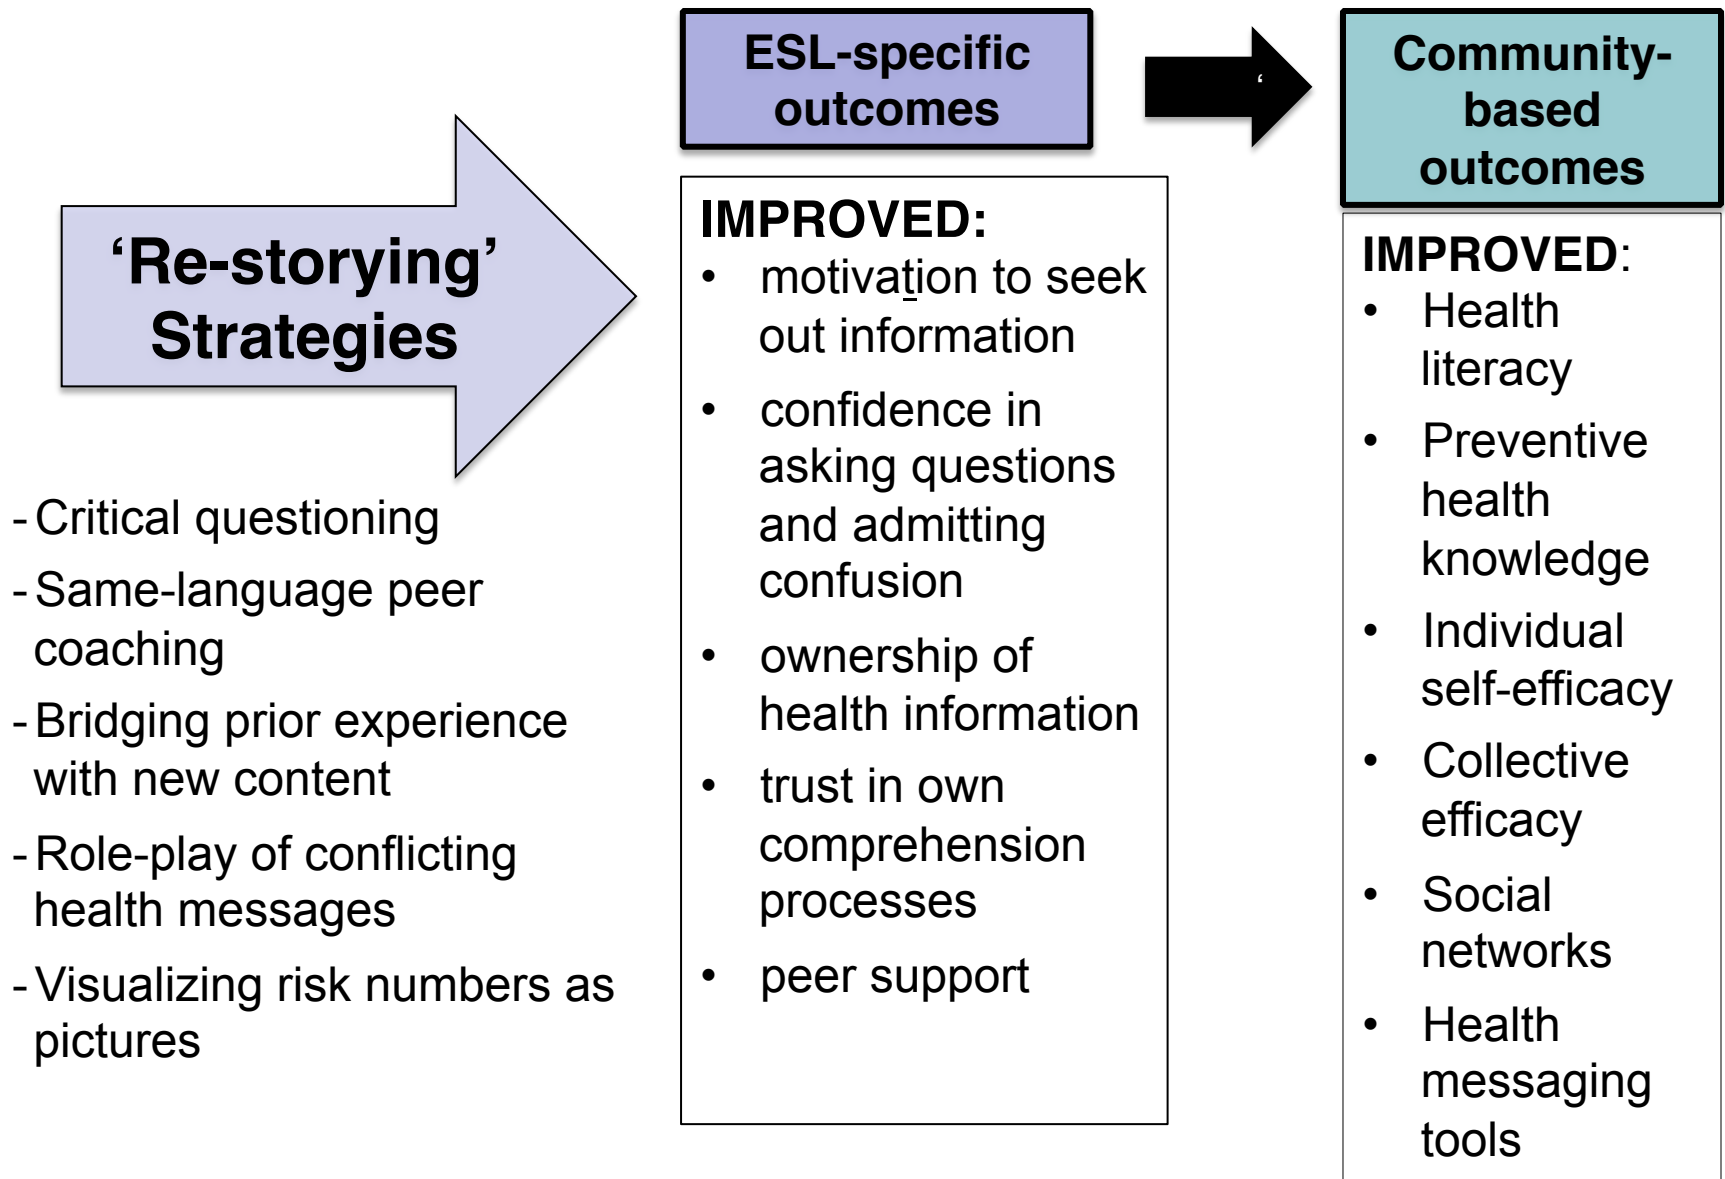 ‘Re-storying’
Strategies
- Critical questioning
- Same-language peer
coaching
- Bridging prior experience
with new content
- Role-play of conflicting
health messages
- Visualizing risk numbers as
pictures
ESL-specific
outcomes
IMPROVED:
• motivation to seek
out information
• confidence in
asking questions
and admitting
confusion
• ownership of
health information
• trust in own
comprehension
processes
• peer support
‘
Community-
based
outcomes
IMPROVED:
• Health
literacy
• Preventive
health
knowledge
• Individual
self-efficacy
• Collective
efficacy
• Social
networks
• Health
messaging
tools